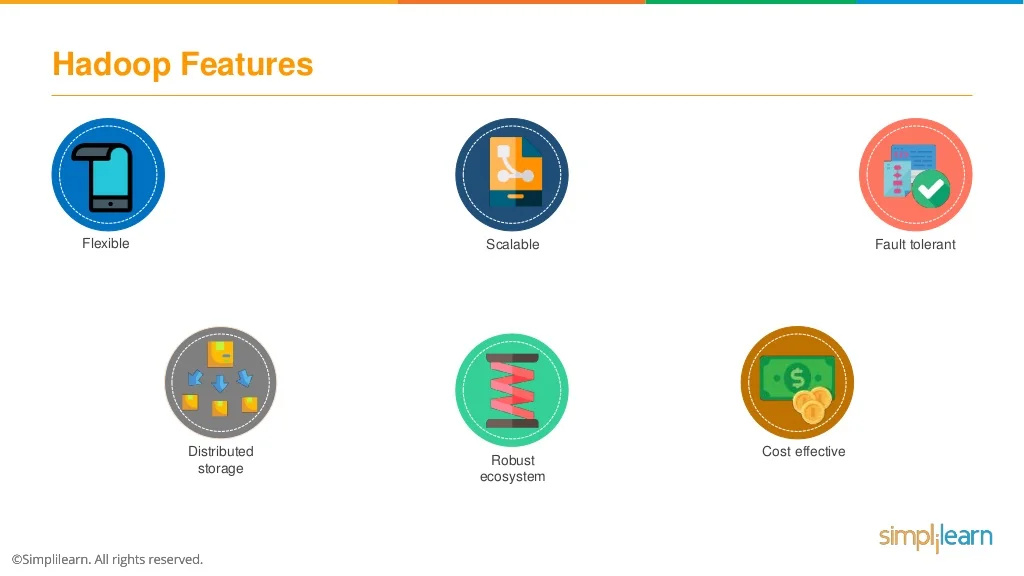 Hadoop Features
Flexible
Scalable
Fault tolerant
Distributed
storage
Robust
ecosystem
Cost effective
simplilearn
©Simplilearn. All rights reserved.